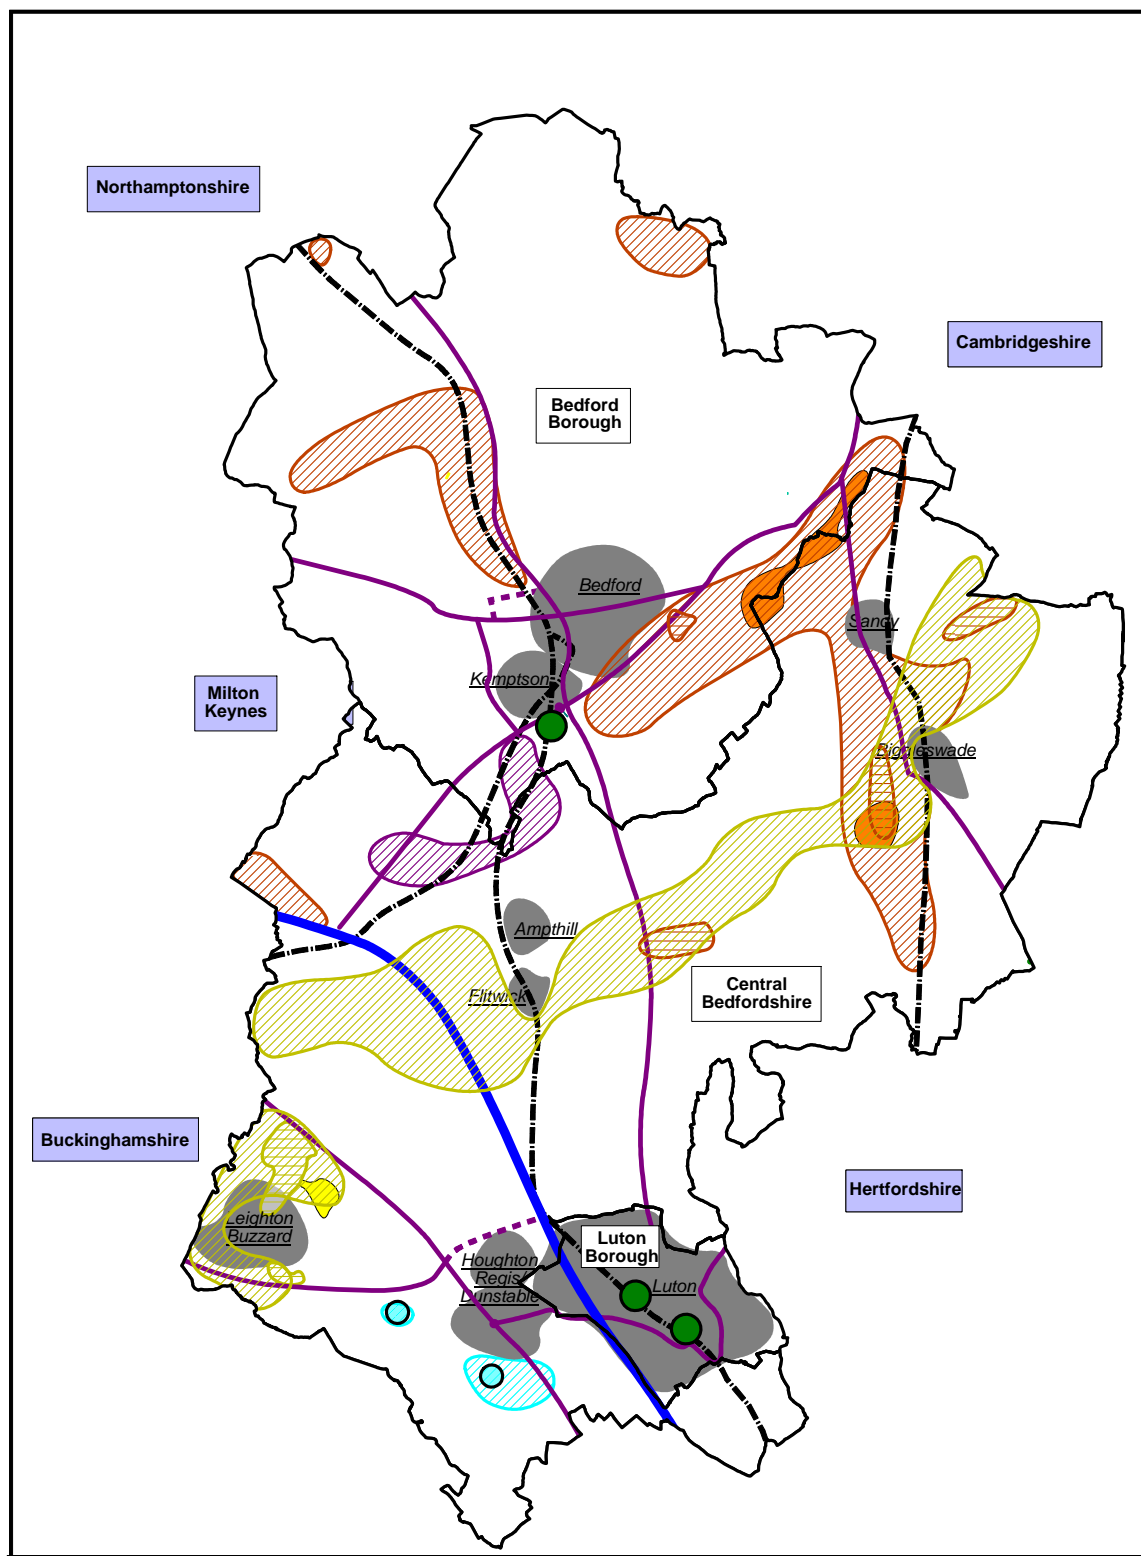 Northamptonshire
Cambridgeshire
Bedford
Borough
Bedford
Sandy
Kemptson
Milton
Keynes
Biggleswade
Ampthill
Central
Bedfordshire
Flitwick
Buckinghamshire
Hertfordshire
Leighton
Buzzard
Luton
Borough
Houghton
Regis/
Dunstable
Luton